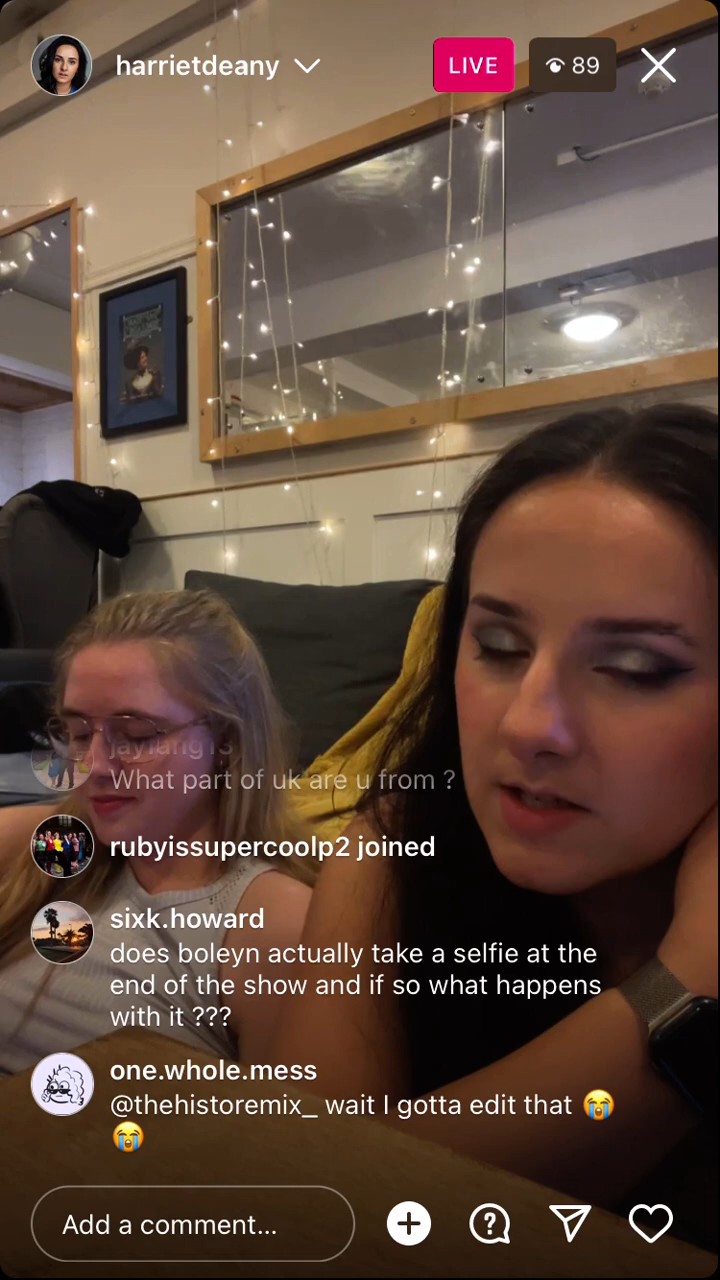 harrietdeany
LIVE
89
jaylang13
What part of uk are u from ?
rubyissupercoolp2 joined
sixk.howard
does boleyn actually take a selfie at the
end of the show and if so what happens
with it ???
one.whole.mess
@thehistoremix_ wait I gotta edit that 😭
😭
Add a comment...